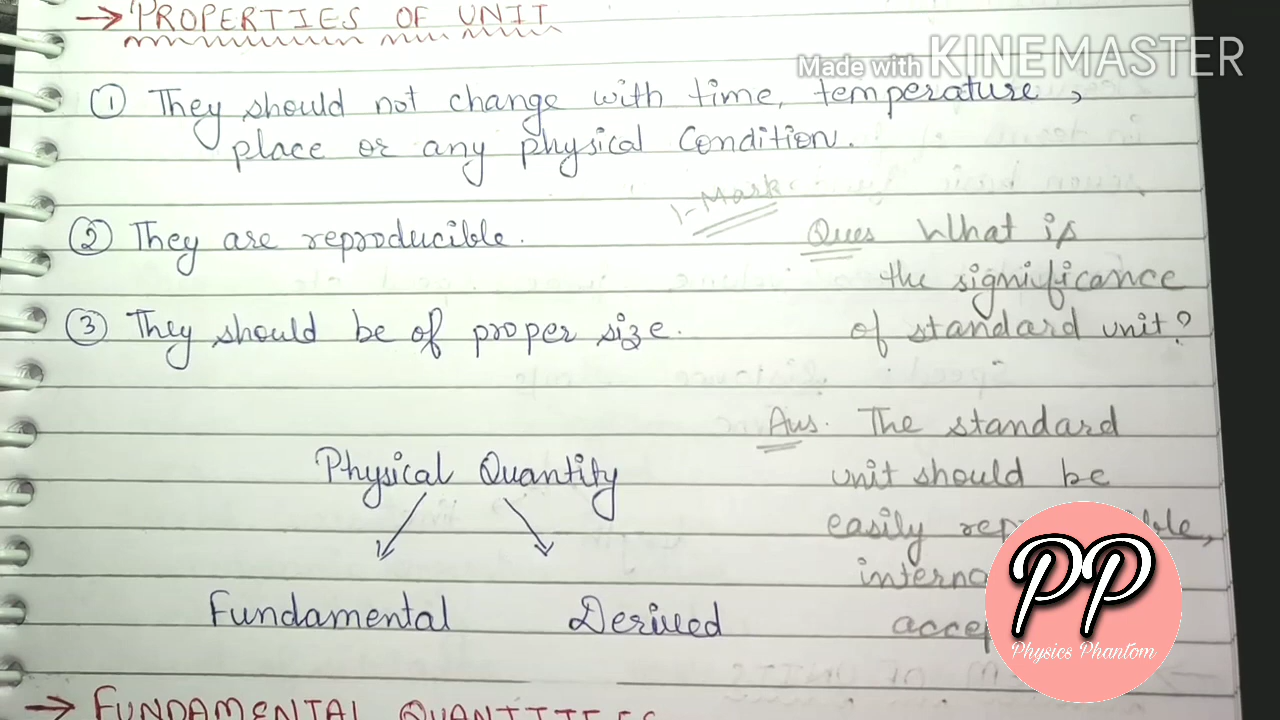 → PROPERTIES OF UNIT
Made with KINEMASTER
① They should not change with time, temperature,
place or any physical Condition.
1-Mark
② They are reproducible.
Ques What is
the significance
of standard unit?
③ They should be of proper size.
Ans. The standard
unit should be
easily
Physical Quantity
Fundamental Derived
PP
Physics Phantom
→ FUNDAMENTAL QUANTITIES